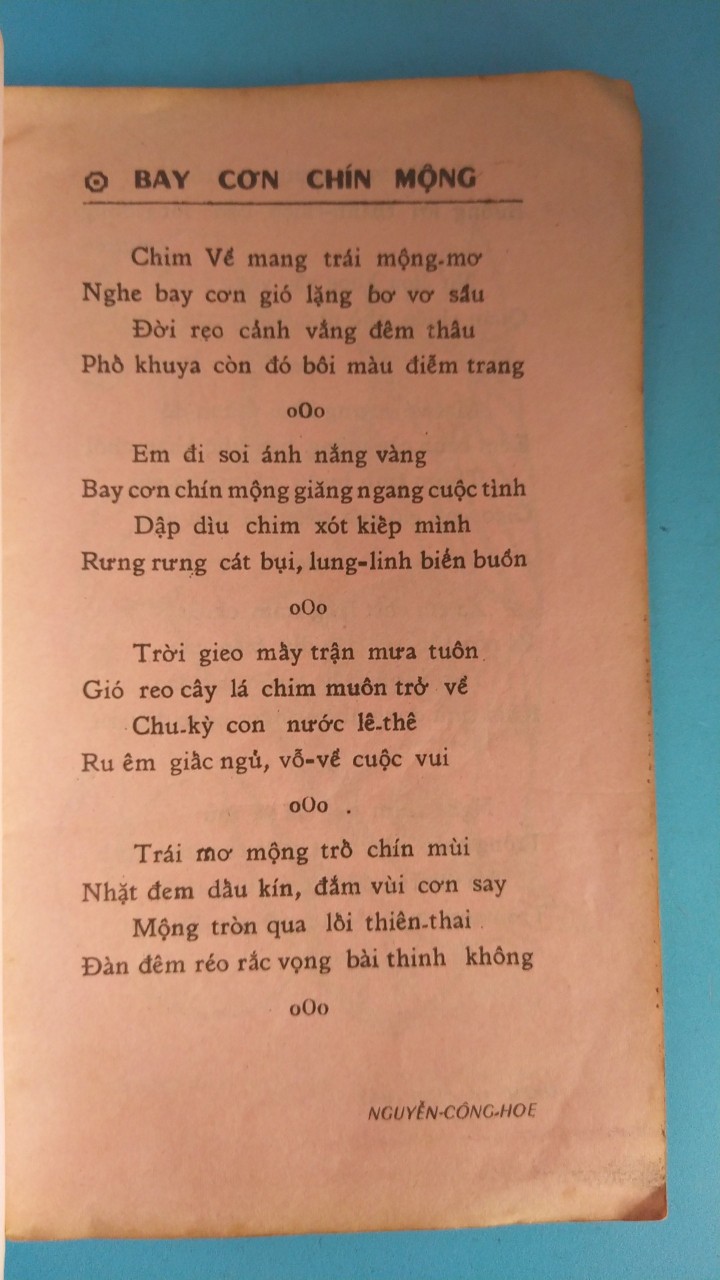 BAY CƠN CHÍN MỘNG
Chim Về mang trái mộng-mơ
Nghe bay cơn gió lặng bơ vơ sầu
Đời rẹo cảnh vắng đêm thâu
Phồ khuya còn đó bôi màu điểm trang
oOo
Em đi soi ánh nắng vàng
Bay cơn chín mộng giăng ngang cuộc tình
Dập dìu chim xót kiếp mình
Rưng rưng cát bụi, lung-linh biển buồn
oOo
Trời gieo mầy trận mưa tuôn
Gió reo cây lá chim muôn trở về
Chu-kỳ con nước lê-thê
Ru êm giấc ngủ, vỗ-về cuộc vui
oOo
Trái mơ mộng trồ chín mùi
Nhặt đem dầu kín, đắm vùi cơn say
Mộng tròn qua lồi thiên-thai
Đàn đêm réo rắc vọng bài thinh không
oOo
NGUYỄN-CÔNG-HOE